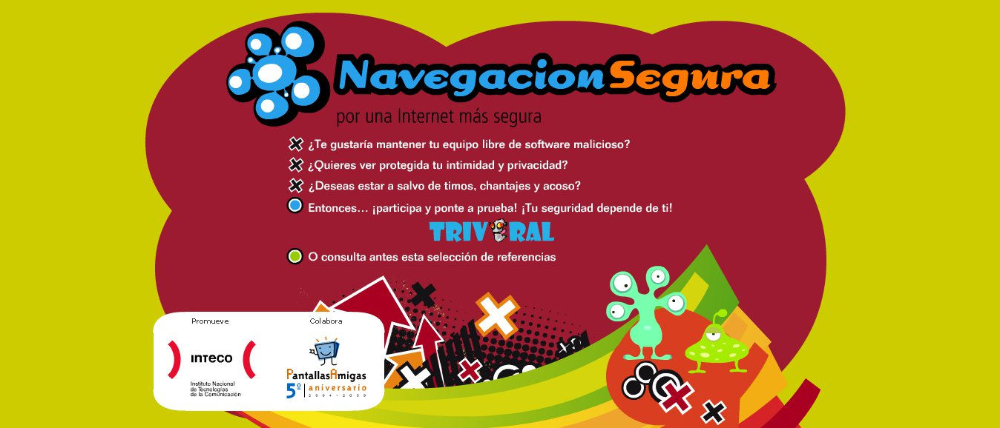 NavegacionSegura
por una Internet más segura
¿Te gustaría mantener tu equipo libre de software malicioso?
¿Quieres ver protegida tu intimidad y privacidad?
¿Deseas estar a salvo de timos, chantajes y acoso?
Entonces... ¡participa y ponte a prueba! ¡Tu seguridad depende de ti!
TRIVIRAL
O consulta antes esta selección de referencias
Promueve
INTECO
Instituto Nacional
de Tecnologías
de la Comunicación
Colabora
PantallasAmigas
5º aniversario
2004-2009